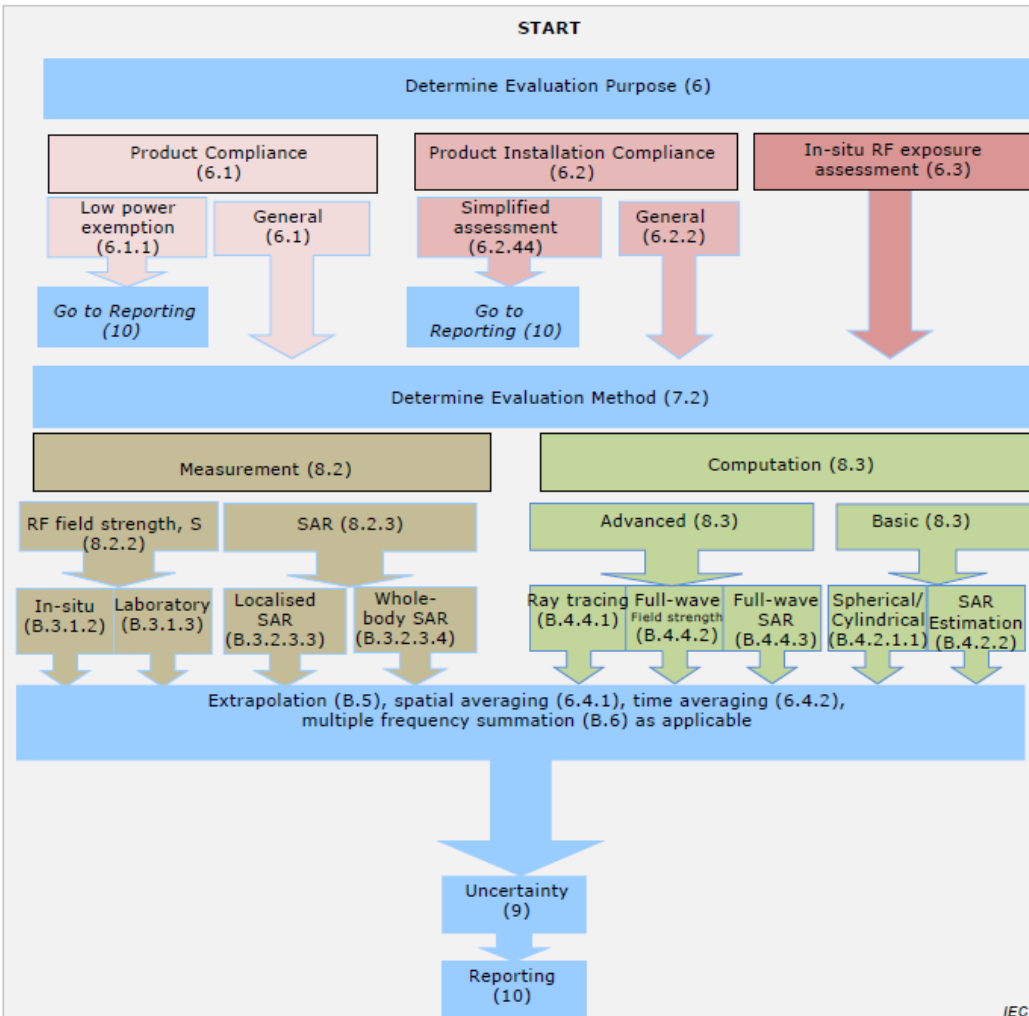 START
Determine Evaluation Purpose (6)
Product Compliance
(6.1)
Product Installation Compliance
(6.2)
In-situ RF exposure
assessment (6.3)
Low power
exemption
(6.1.1)
General
(6.1)
Simplified
assessment
(6.2.44)
General
(6.2.2)
Go to Reporting
(10)
Go to
Reporting (10)
Determine Evaluation Method (7.2)
Measurement (8.2)
Computation (8.3)
RF field strength, S
(8.2.2)
SAR (8.2.3)
Advanced (8.3)
Basic (8.3)
In-situ
(B.3.1.2)
Laboratory
(B.3.1.3)
Localised
SAR
(B.3.2.3.3)
Whole-
body SAR
(B.3.2.3.4)
Ray tracing
(B.4.4.1)
Full-wave
Field strength
(B.4.4.2)
Full-wave
SAR
(B.4.4.3)
Spherical/
Cylindrical
(B.4.2.1.1)
SAR
Estimation
(B.4.2.2)
Extrapolation (B.5), spatial averaging (6.4.1), time averaging (6.4.2),
multiple frequency summation (B.6) as applicable
Uncertainty
(9)
Reporting
(10)
IEC